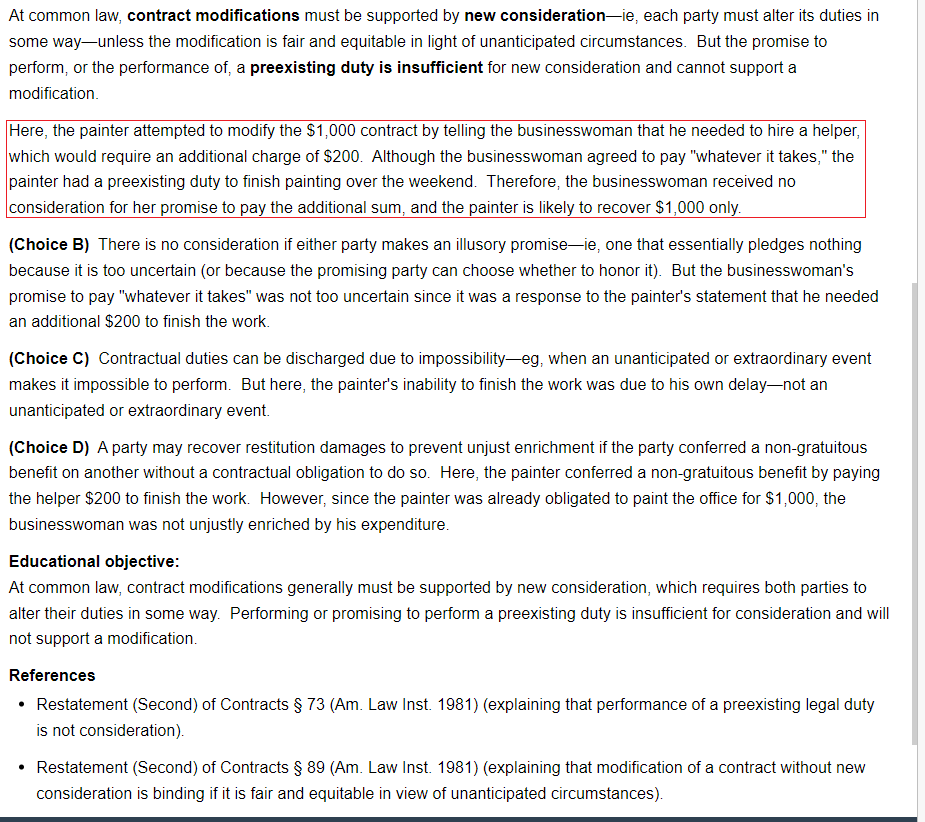 At common law, contract modifications must be supported by new consideration—ie, each party must alter its duties in
some way—unless the modification is fair and equitable in light of unanticipated circumstances.  But the promise to
perform, or the performance of, a preexisting duty is insufficient for new consideration and cannot support a
modification.
Here, the painter attempted to modify the $1,000 contract by telling the businesswoman that he needed to hire a helper,
which would require an additional charge of $200.  Although the businesswoman agreed to pay "whatever it takes," the
painter had a preexisting duty to finish painting over the weekend.  Therefore, the businesswoman received no
consideration for her promise to pay the additional sum, and the painter is likely to recover $1,000 only.
(Choice B)  There is no consideration if either party makes an illusory promise—ie, one that essentially pledges nothing
because it is too uncertain (or because the promising party can choose whether to honor it).  But the businesswoman's
promise to pay "whatever it takes" was not too uncertain since it was a response to the painter's statement that he needed
an additional $200 to finish the work.
(Choice C)  Contractual duties can be discharged due to impossibility—eg, when an unanticipated or extraordinary event
makes it impossible to perform.  But here, the painter's inability to finish the work was due to his own delay—not an
unanticipated or extraordinary event.
(Choice D)  A party may recover restitution damages to prevent unjust enrichment if the party conferred a non-gratuitous
benefit on another without a contractual obligation to do so.  Here, the painter conferred a non-gratuitous benefit by paying
the helper $200 to finish the work.  However, since the painter was already obligated to paint the office for $1,000, the
businesswoman was not unjustly enriched by his expenditure.
Educational objective:
At common law, contract modifications generally must be supported by new consideration, which requires both parties to
alter their duties in some way.  Performing or promising to perform a preexisting duty is insufficient for consideration and will
not support a modification.
References
• Restatement (Second) of Contracts § 73 (Am. Law Inst. 1981) (explaining that performance of a preexisting legal duty
is not consideration).
• Restatement (Second) of Contracts § 89 (Am. Law Inst. 1981) (explaining that modification of a contract without new
consideration is binding if it is fair and equitable in view of unanticipated circumstances).